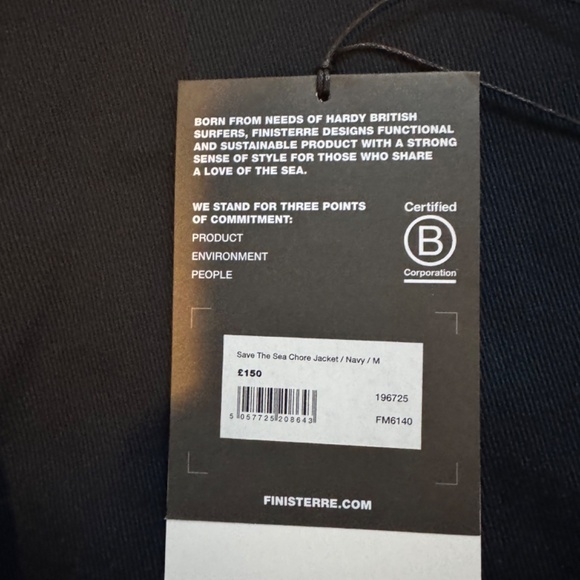 BORN FROM NEEDS OF HARDY BRITISH
SURFERS, FINISTERRE DESIGNS FUNCTIONAL
AND SUSTAINABLE PRODUCT WITH A STRONG
SENSE OF STYLE FOR THOSE WHO SHARE
A LOVE OF THE SEA.
WE STAND FOR THREE POINTS
OF COMMITMENT:
PRODUCT
ENVIRONMENT
PEOPLE
Certified
B
Corporation
Save The Sea Chore Jacket / Navy / M
£150
196725
5 057725 208643
FM6140
FINISTERRE.COM